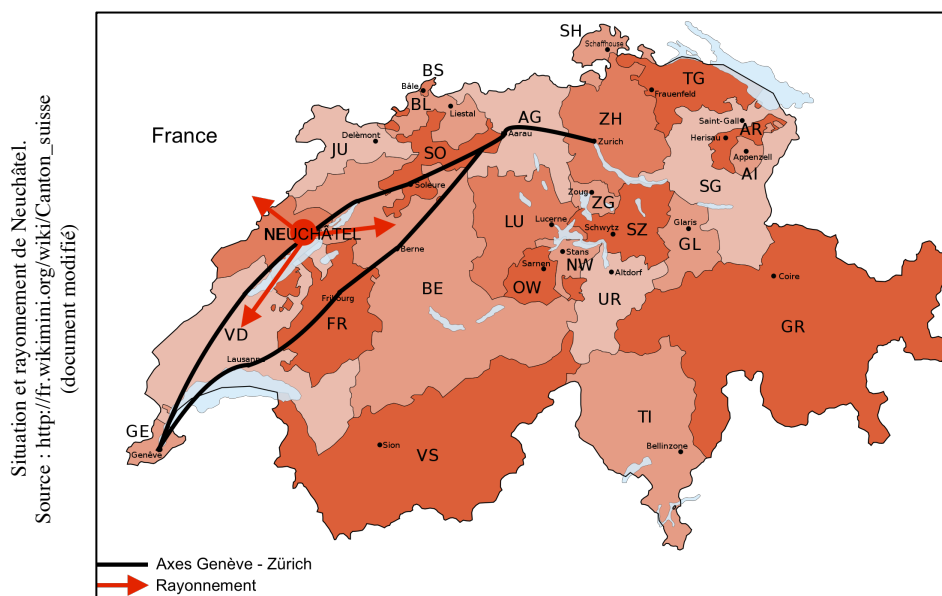 Situation et rayonnement de Neuchâtel.
Source : http://fr.wikimini.org/wiki/Canton_suisse
(document modifié)
SH
Schaffhouse
BS
Bâle
TG
Frauenfeld
BL
Liestal
AG
ZH
Saint-Gall
AR
France
Delémont
JU
SO
Aarau
Zurich
Herisau
Appenzell
AI
SG
Soleure
Zoug
ZG
LU
Lucerne
Glaris
NEUCHÂTEL
Schwytz
SZ
GL
Berne
Stans
Sarnen
NW
Altdorf
Coire
BE
OW
Fribourg
UR
FR
GR
VD
Lausanne
TI
GE
Genève
Sion
VS
Bellinzone
Axes Genève - Zürich
Rayonnement